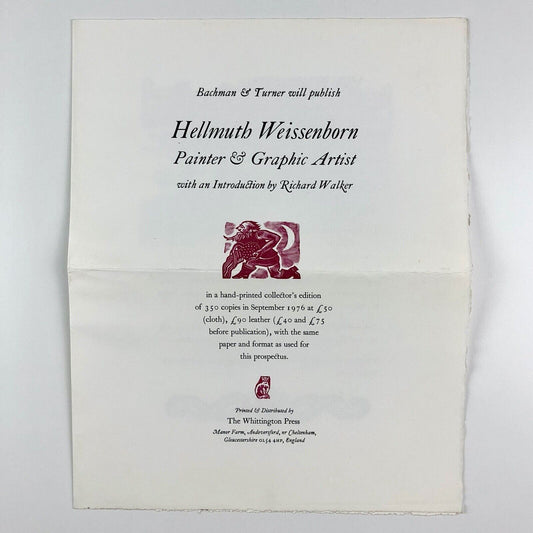 Bachman & Turner will publish
Hellmuth Weissenborn
Painter & Graphic Artist
with an Introduction by Richard Walker
in a hand-printed collector's edition
of 350 copies in September 1976 at £50
(cloth), £90 leather (£40 and £75
before publication), with the same
paper and format as used for
this prospectus.
Printed & Distributed by
The Whittington Press
Manor Farm, Andoversford, nr Cheltenham,
Gloucestershire 0154 4HP, England